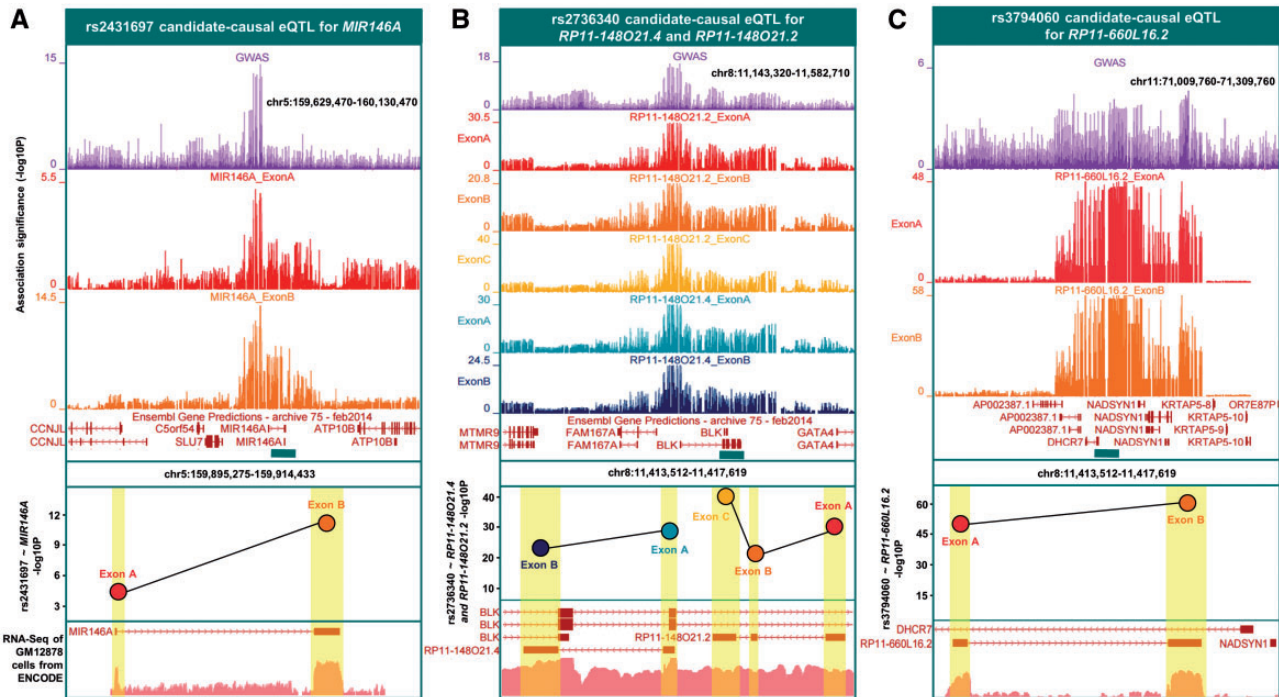 A
rs2431697 candidate-causal eQTL for MIR146A
Association significance (-log10P)
15
GWAS
chr5:159,629,470-160,130,470
0
5.5
MIR146A_ExonA
0
14.5
MIR146A_ExonB
0
Ensembl Gene Predictions - archive 75 - feb2014
CCNJL C5orf54 MIR146A ATP10B
CCNJL SLU7 MIR146A ATP10B
chr5:159,895,275-159,914,433
rs2431697 ~ MIR146A
-log10P
12
9
6
3
Exon A
Exon B
MIR146A
RNA-Seq of
GM12878
cells from
ENCODE
B
rs2736340 candidate-causal eQTL for
RP11-148O21.4 and RP11-148O21.2
18
GWAS
chr8:11,143,320-11,582,710
0
30.5
RP11-148O21.2_ExonA
ExonA
0
20.8
RP11-148O21.2_ExonB
ExonB
0
40
RP11-148O21.2_ExonC
ExonC
0
30
RP11-148O21.4_ExonA
ExonA
0
24.5
RP11-148O21.4_ExonB
ExonB
0
Ensembl Gene Predictions - archive 75 - feb2014
MTMR9 FAM167A BLK GATA4
MTMR9 FAM167A BLK GATA4
chr8:11,413,512-11,417,619
rs2736340 ~ RP11-148O21.4
and RP11-148O21.2 -log10P
40
30
20
10
Exon B
Exon A
Exon C
Exon B
Exon A
BLK
BLK
BLK RP11-148O21.2
RP11-148O21.4
C
rs3794060 candidate-causal eQTL
for RP11-660L16.2
6
GWAS
chr11:71,009,760-71,309,760
0
48
RP11-660L16.2_ExonA
ExonA
0
58
RP11-660L16.2_ExonB
ExonB
0
AP002387.1 NADSYN1 KRTAP5-8 OR7E87P
AP002387.1 NADSYN1 KRTAP5-10
AP002387.1 NADSYN1 KRTAP5-9
DHCR7 NADSYN1 KRTAP5-10
chr8:11,413,512-11,417,619
rs3794060 ~ RP11-660L16.2
-log10P
60
45
30
15
Exon A
Exon B
DHCR7
RP11-660L16.2
NADSYN1